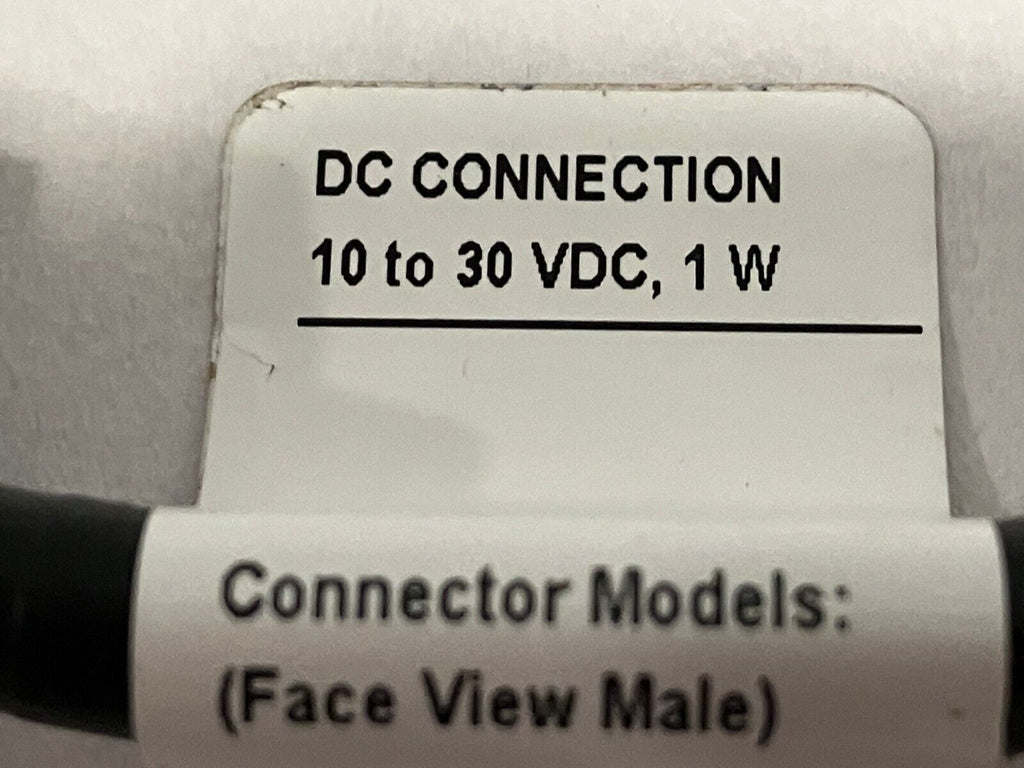 DC CONNECTION
10 to 30 VDC, 1 W
Connector Models:
(Face View Male)